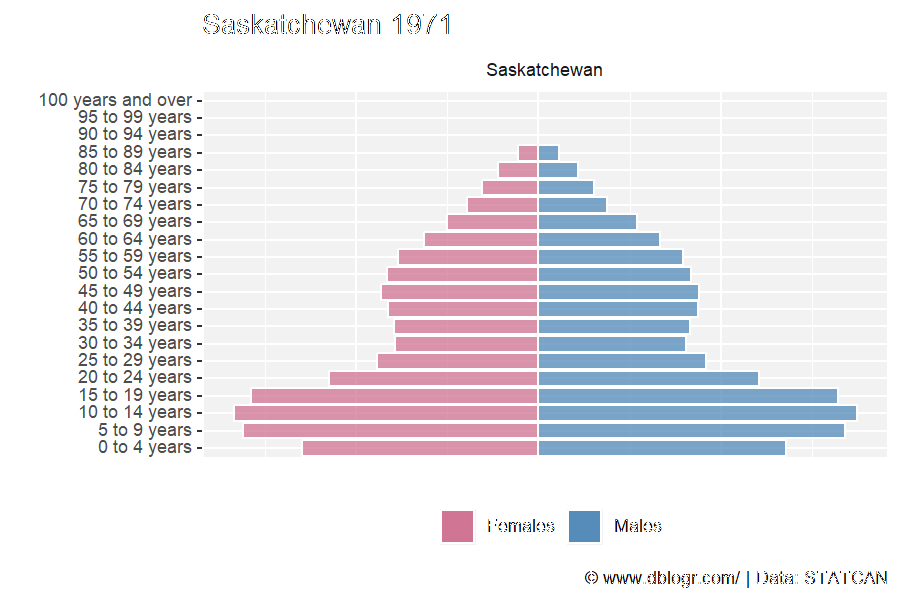 Saskatchewan 1971
Saskatchewan
100 years and over
95 to 99 years
90 to 94 years
85 to 89 years
80 to 84 years
75 to 79 years
70 to 74 years
65 to 69 years
60 to 64 years
55 to 59 years
50 to 54 years
45 to 49 years
40 to 44 years
35 to 39 years
30 to 34 years
25 to 29 years
20 to 24 years
15 to 19 years
10 to 14 years
5 to 9 years
0 to 4 years
Females Males
© www.dblogr.com/ | Data: STATCAN